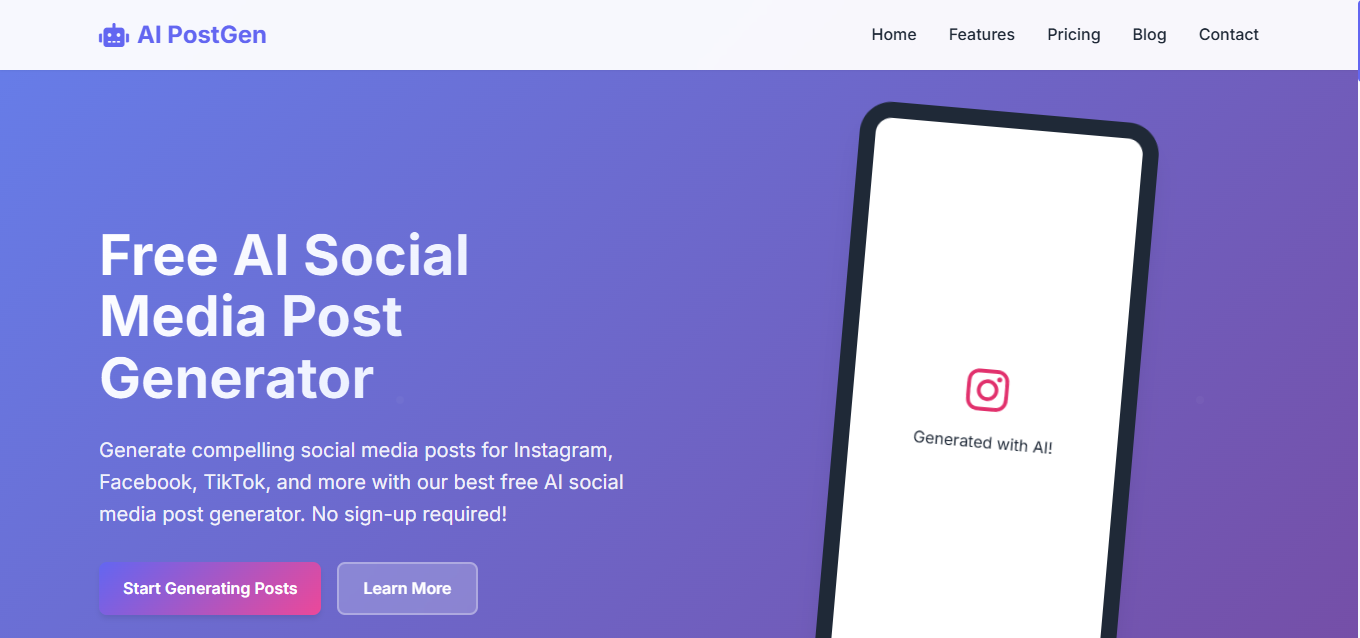 AI PostGen
Home
Features
Pricing
Blog
Contact
Free AI Social
Media Post
Generator
Generate compelling social media posts for Instagram,
Facebook, TikTok, and more with our best free AI social
media post generator. No sign-up required!
Start Generating Posts
Learn More
Generated with AI!